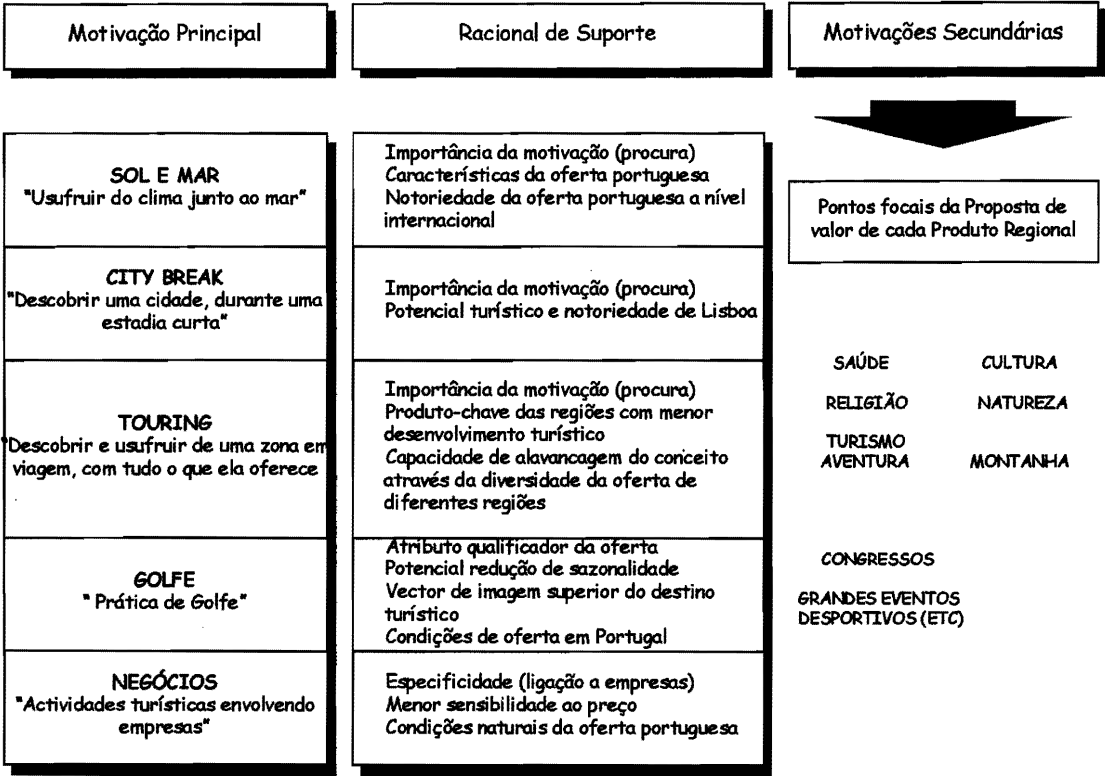 Motivação Principal
Racional de Suporte
Motivações Secundárias
SOL E MAR
"Usufruir do clima junto ao mar"
Importância da motivação (procura)
Características da oferta portuguesa
Notoriedade da oferta portuguesa a nível
internacional
CITY BREAK
"Descobrir uma cidade, durante uma
estadia curta"
Importância da motivação (procura)
Potencial turístico e notoriedade de Lisboa
TOURING
"Descobrir e usufruir de uma zona em
viagem, com tudo o que ela oferece
Importância da motivação (procura)
Produto-chave das regiões com menor
desenvolvimento turístico
Capacidade de alavancagem do conceito
através da diversidade da oferta de
diferentes regiões
GOLFE
" Prática de Golfe"
Atributo qualificador da oferta
Potencial redução de sazonalidade
Vector de imagem superior do destino
turístico
Condições de oferta em Portugal
NEGÓCIOS
"Actividades turísticas envolvendo
empresas"
Especificidade (ligação a empresas)
Menor sensibilidade ao preço
Condições naturais da oferta portuguesa
Pontos focais da Proposta de
valor de cada Produto Regional
SAÚDE CULTURA
RELIGIÃO NATUREZA
TURISMO
AVENTURA MONTANHA
CONGRESSOS
GRANDES EVENTOS
DESPORTIVOS (ETC)